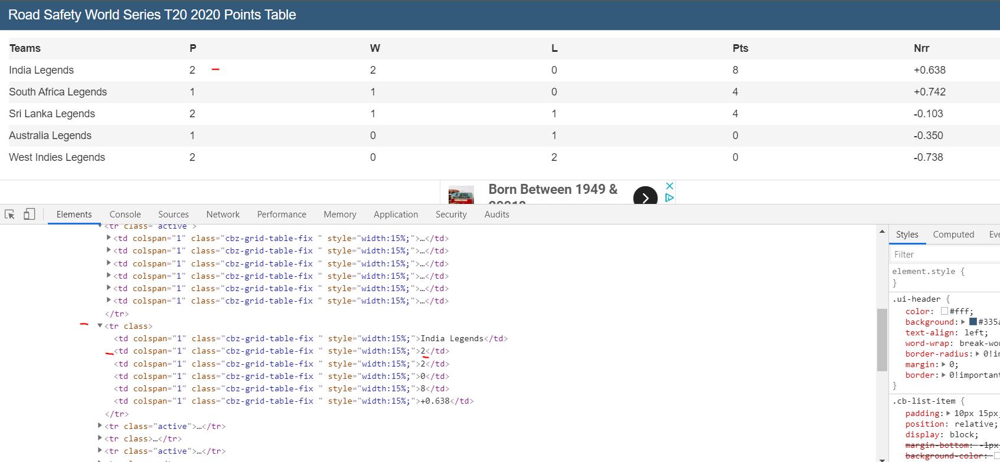 Road Safety World Series T20 2020 Points Table
Teams P W L Pts Nrr
India Legends 2 2 0 8 +0.638
South Africa Legends 1 1 0 4 +0.742
Sri Lanka Legends 2 1 1 4 -0.103
Australia Legends 1 0 1 0 -0.350
West Indies Legends 2 0 2 0 -0.738
Born Between 1949 &
Elements Console Sources Network Performance Memory Application Security Audits
<tr class="active">
<td colspan="1" class="cbz-grid-table-fix " style="width:15%;">…</td>
<td colspan="1" class="cbz-grid-table-fix " style="width:15%;">…</td>
<td colspan="1" class="cbz-grid-table-fix " style="width:15%;">…</td>
<td colspan="1" class="cbz-grid-table-fix " style="width:15%;">…</td>
<td colspan="1" class="cbz-grid-table-fix " style="width:15%;">…</td>
<td colspan="1" class="cbz-grid-table-fix " style="width:15%;">…</td>
</tr>
<tr class>
<td colspan="1" class="cbz-grid-table-fix " style="width:15%;">India Legends</td>
<td colspan="1" class="cbz-grid-table-fix " style="width:15%;">2</td>
<td colspan="1" class="cbz-grid-table-fix " style="width:15%;">2</td>
<td colspan="1" class="cbz-grid-table-fix " style="width:15%;">0</td>
<td colspan="1" class="cbz-grid-table-fix " style="width:15%;">8</td>
<td colspan="1" class="cbz-grid-table-fix " style="width:15%;">+0.638</td>
</tr>
<tr class="active">…</tr>
<tr class>…</tr>
<tr class="active">…</tr>
Styles Computed Eve
Filter
element.style {
}
.ui-header {
color: #fff;
background: #335a
text-align: left;
word-wrap: break-wor
border-radius: 0!in
margin: 0;
border: 0!important
}
.cb-list-item {
padding: 10px 15px;
position: relative;
display: block;
margin-bottom: -1px
background-color: